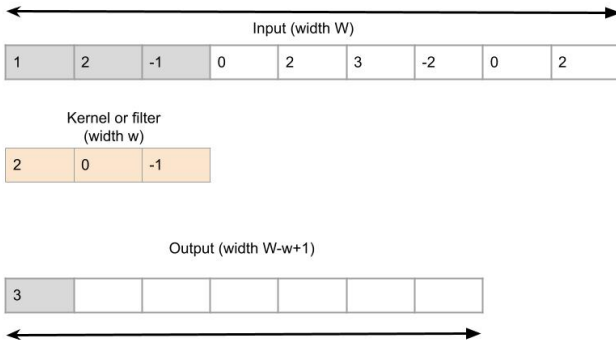 Input (width W)
1 2 -1 0 2 3 -2 0 2
Kernel or filter
(width w)
2 0 -1
Output (width W-w+1)
3